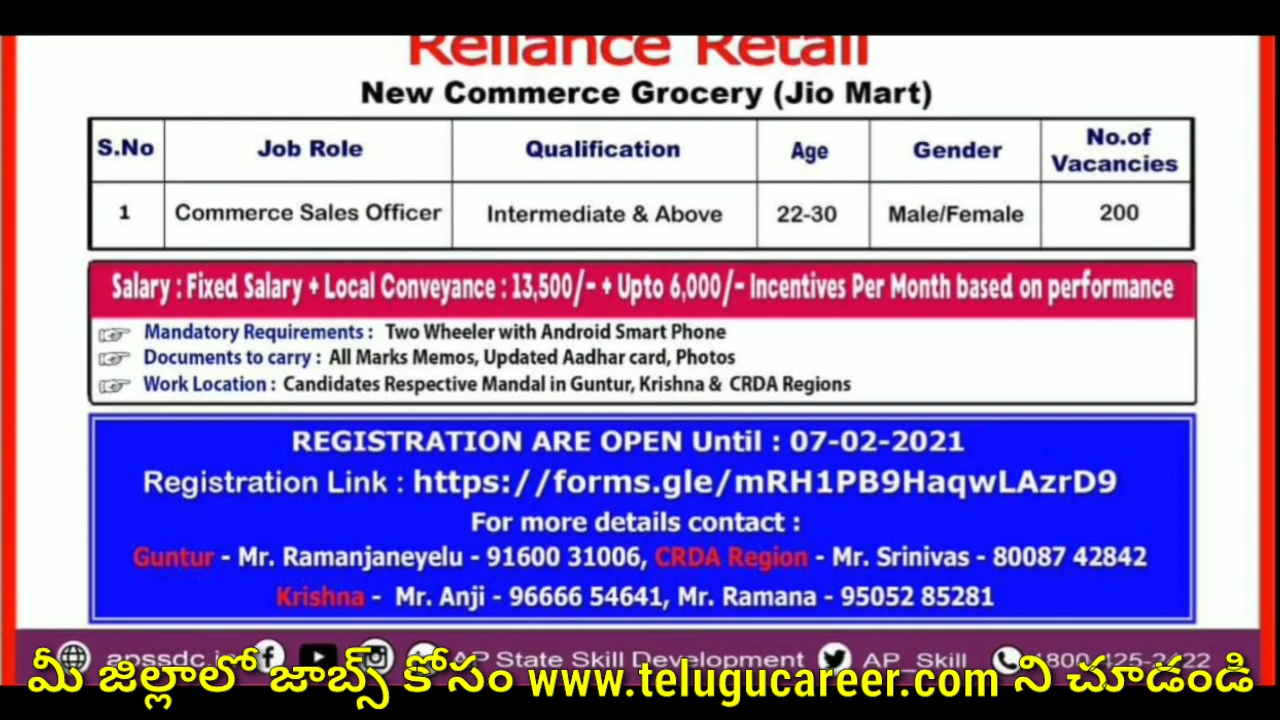 Reliance Retail
New Commerce Grocery (Jio Mart)
S.No Job Role Qualification Age Gender No.of Vacancies
1 Commerce Sales Officer Intermediate & Above 22-30 Male/Female 200
Salary : Fixed Salary + Local Conveyance : 13,500/- + Upto 6,000/- Incentives Per Month based on performance
Mandatory Requirements : Two Wheeler with Android Smart Phone
Documents to carry : All Marks Memos, Updated Aadhar card, Photos
Work Location : Candidates Respective Mandal in Guntur, Krishna & CRDA Regions
REGISTRATION ARE OPEN Until : 07-02-2021
Registration Link : https://forms.gle/mRH1PB9HaqwLAzrD9
For more details contact :
Guntur - Mr. Ramanjaneyelu - 91600 31006, CRDA Region - Mr. Srinivas - 80087 42842
Krishna - Mr. Anji - 96666 54641, Mr. Ramana - 95052 85281
AP State Skill Development AP_Skill 1800-425-2422
మీ జిల్లాలో జాబ్స్ కోసం www.telugucareer.com ని చూడండి